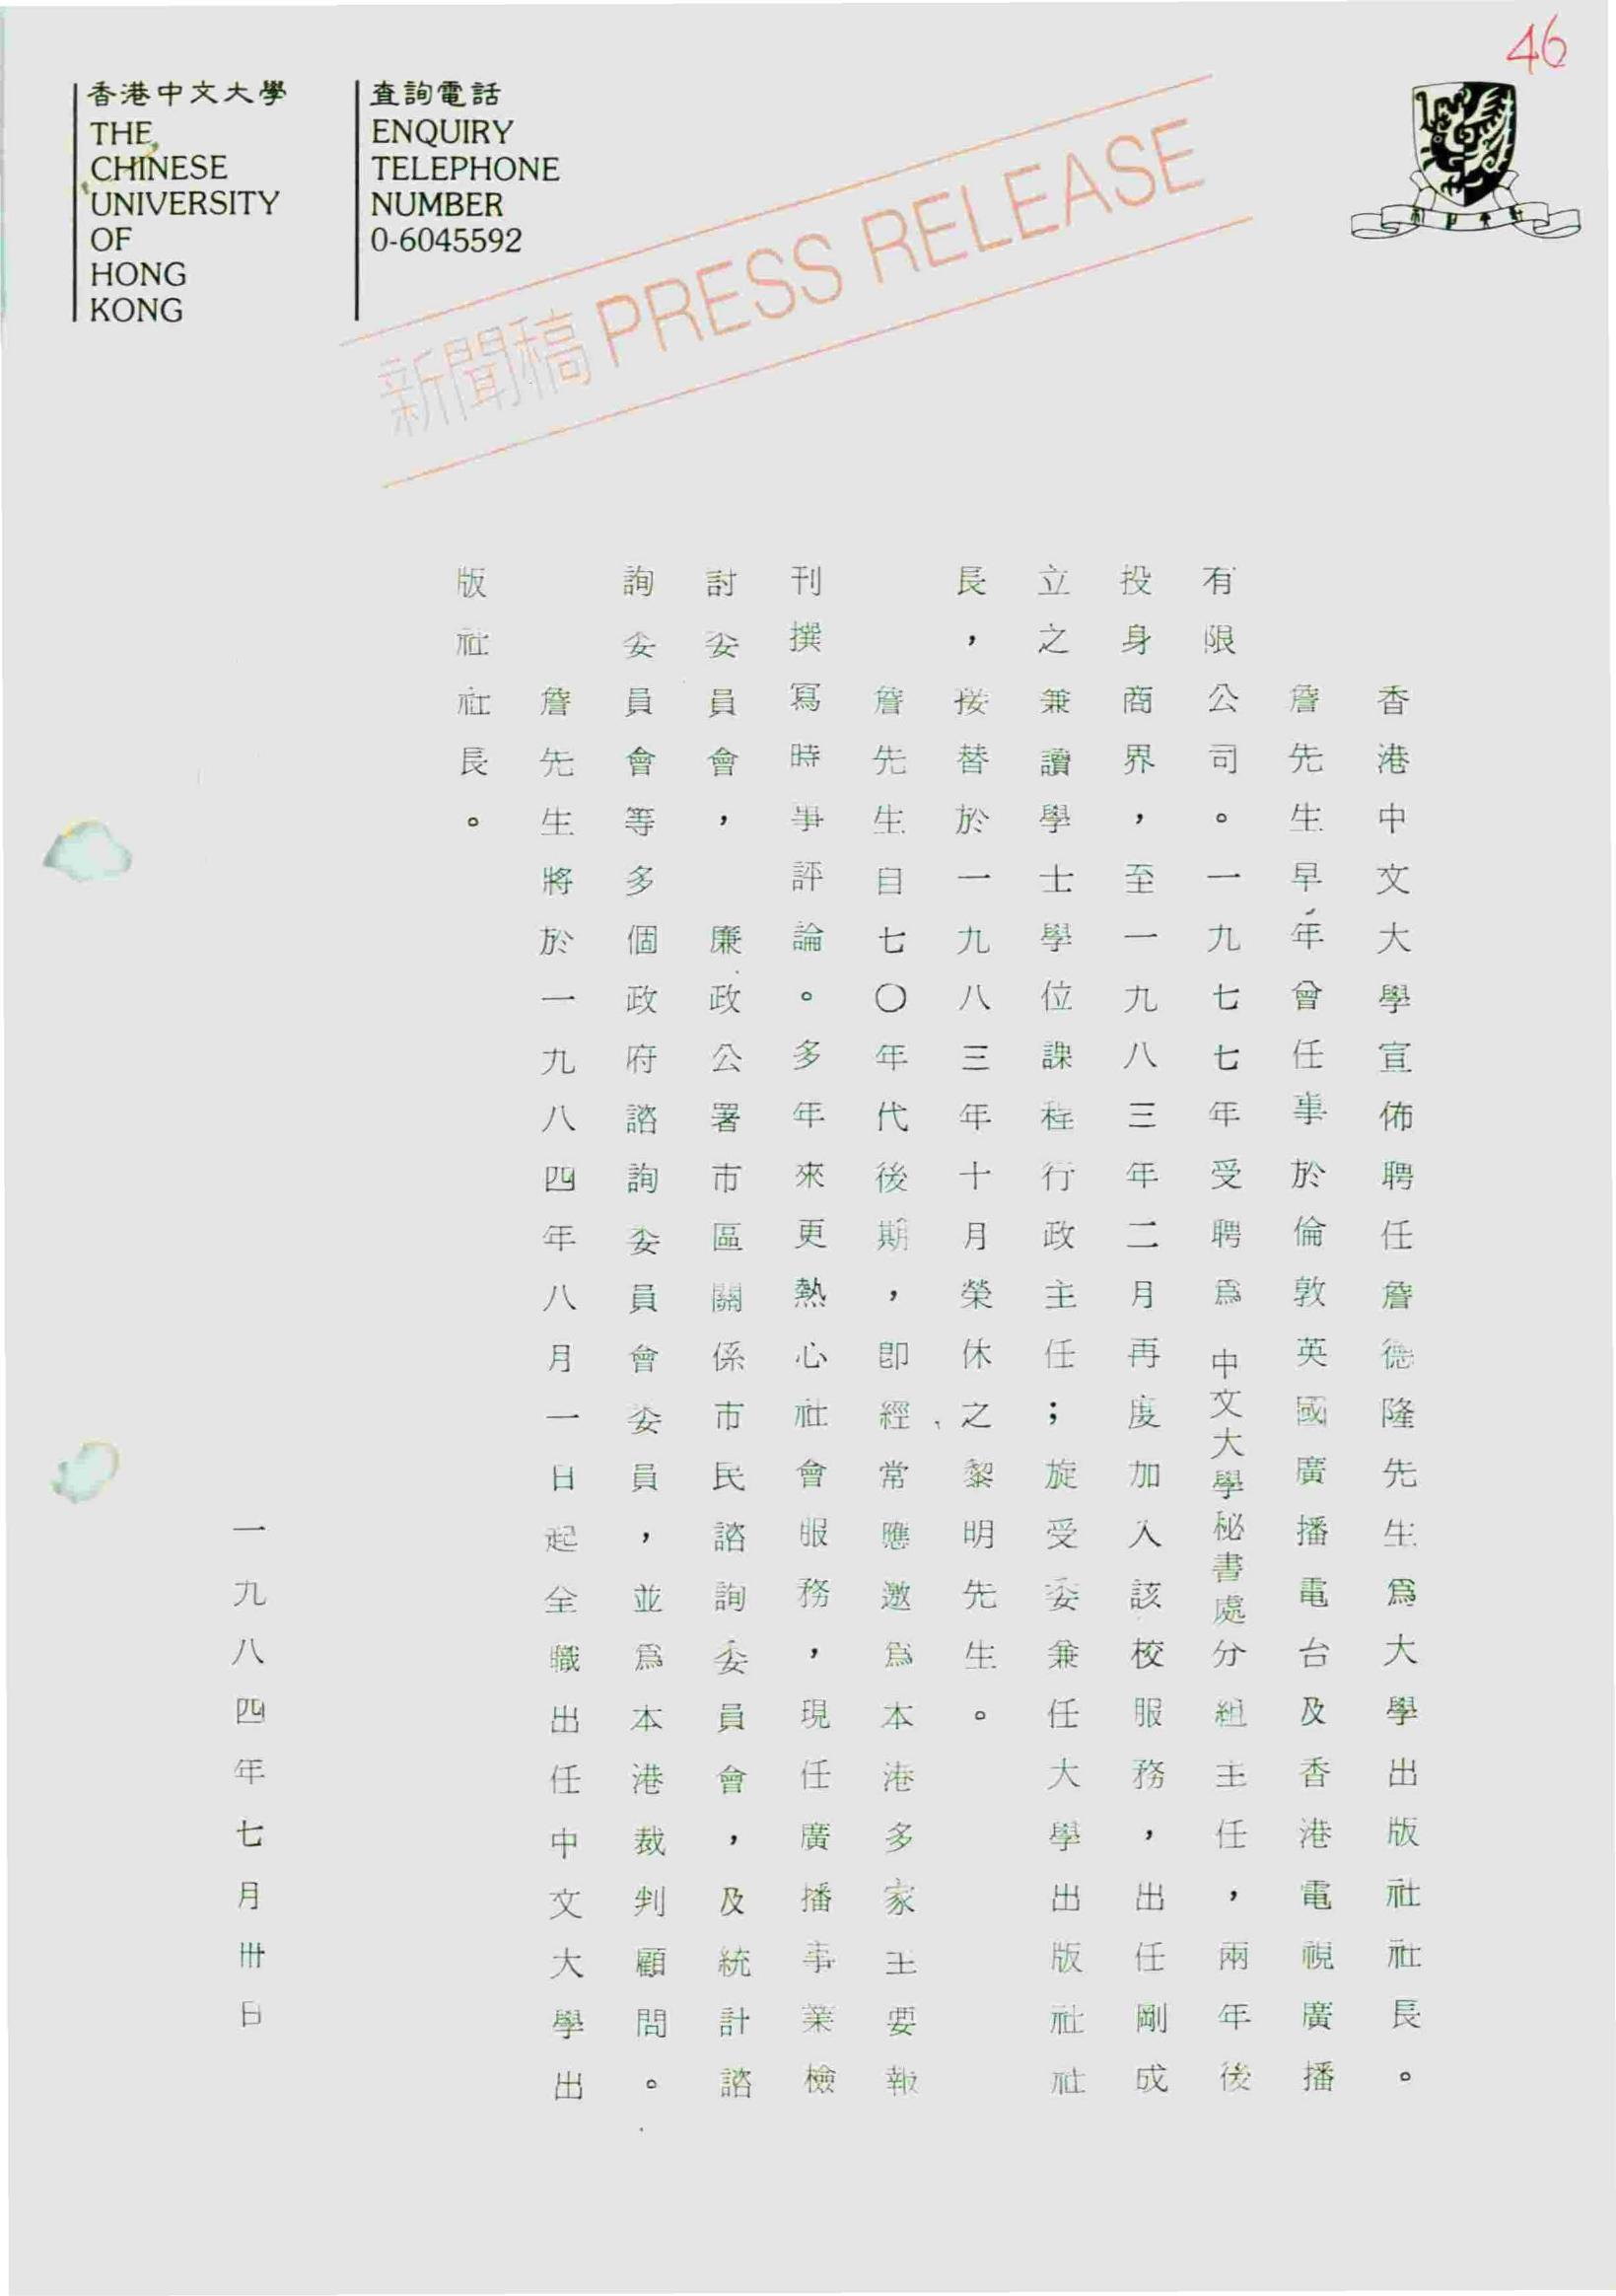 46
香港中文大學
THE
CHINESE
UNIVERSITY
OF
HONG
KONG
查詢電話
ENQUIRY
TELEPHONE
NUMBER
0-6045592
新聞稿 PRESS RELEASE
香港中文大學宣佈聘任詹德隆先生為大學出版社社長。
詹先生早年曾任事於倫敦英國廣播電台及香港電視廣播
有限公司。一九七七年受聘為中文大學秘書處分組主任，兩年後
投身商界，至一九八三年二月再度加入該校服務，出任剛成
立之兼讀學士學位課程行政主任；旋受委兼任大學出版社社
長，接替於一九八三年十月榮休之黎明先生。
詹先生自七〇年代後期，即經常應邀為本港多家主要報
刊撰寫時事評論。多年來更熱心社會服務，現任廣播事業檢
討委員會，廉政公署市區關係市民諮詢委員會，及統計諮
詢委員會等多個政府諮詢委員會委員，並為本港裁判顧問。
詹先生將於一九八四年八月一日起全職出任中文大學出
版社社長。
一九八四年七月卅日